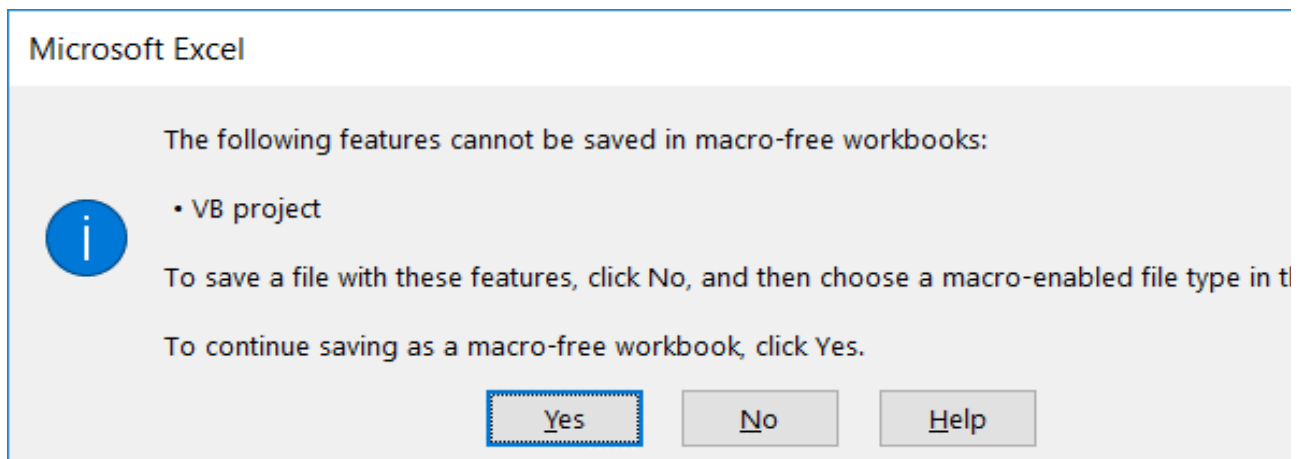 Microsoft Excel
The following features cannot be saved in macro-free workbooks:
• VB project
To save a file with these features, click No, and then choose a macro-enabled file type in
To continue saving as a macro-free workbook, click Yes.
Yes No Help